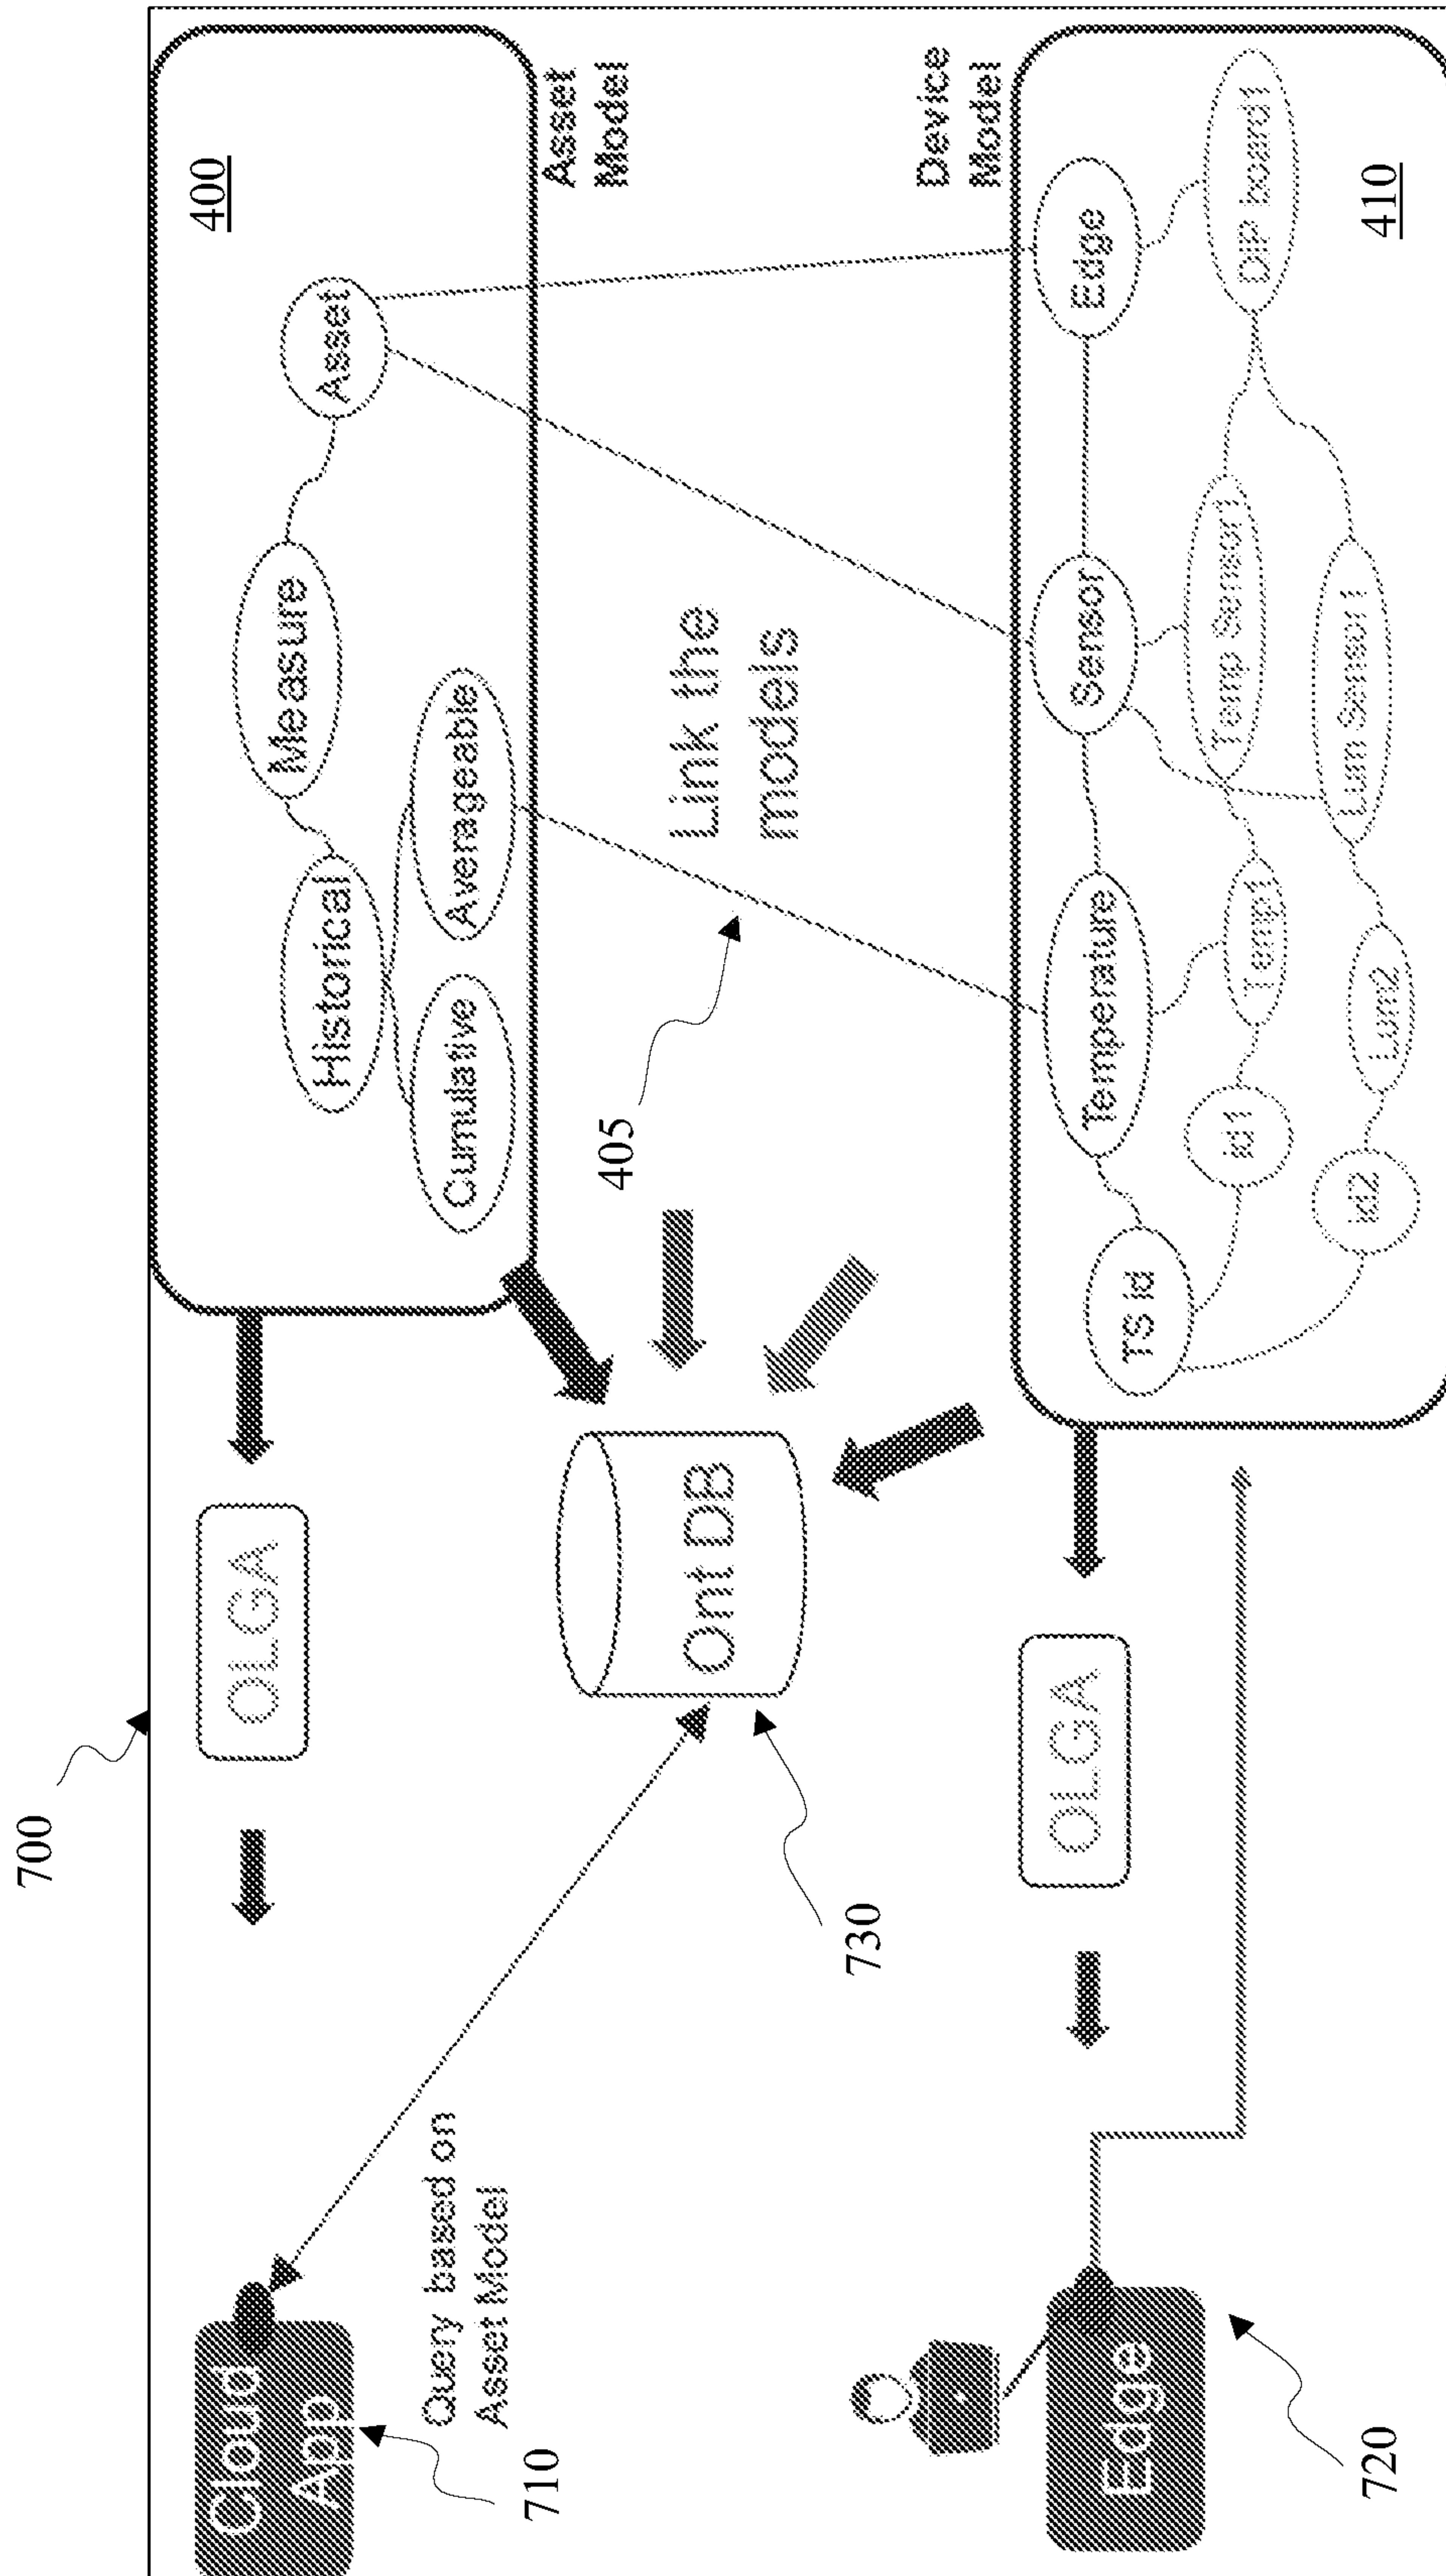 700
Cloud
App
710
Query based on
Asset Model
OLGA
400
Historical
Measure
Asset
Cumulative
Averageable
Asset
Model
405
Link the
models
Ont DB
730
Device
Model
Edge
720
OLGA
410
TS id
Temperature
Sensor
Edge
id1
Temp1
Temp Sensor1
DIP board1
id2
Lum2
Lum Sensor1